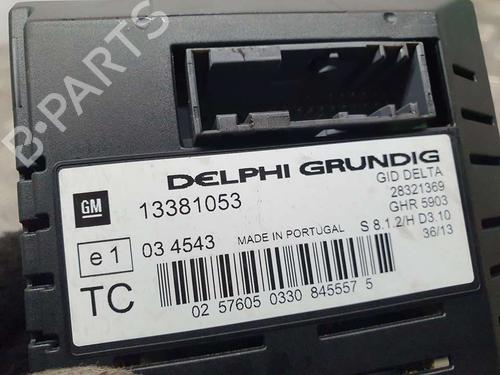 B-PARTS
DELPHI GRUNDIG
GM 13381053
GID DELTA
28321369
GHR 5903
e1 03 4543 MADE IN PORTUGAL S 8.1.2/H D3.10
36/13
TC
02 57605 0330 845557 5